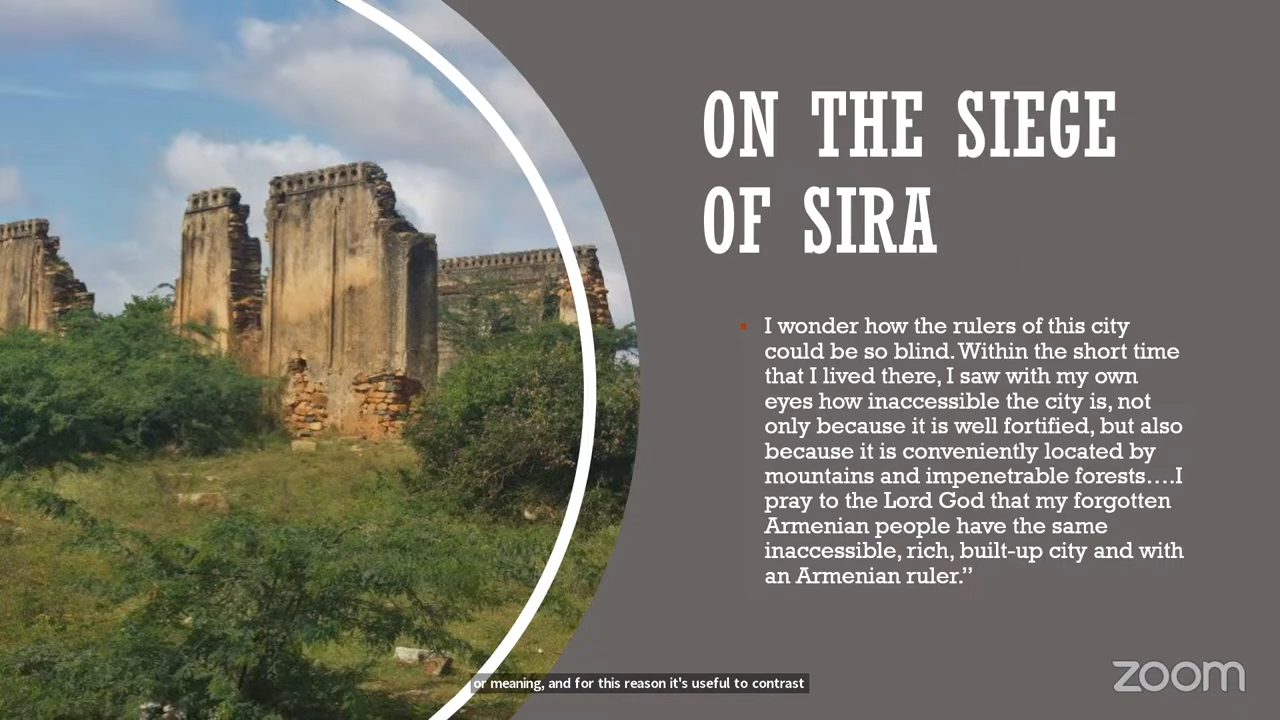 ON THE SIEGE
OF SIRA
I wonder how the rulers of this city
could be so blind. Within the short time
that I lived there, I saw with my own
eyes how inaccessible the city is, not
only because it is well fortified, but also
because it is conveniently located by
mountains and impenetrable forests….I
pray to the Lord God that my forgotten
Armenian people have the same
inaccessible, rich, built-up city and with
an Armenian ruler.”
or meaning, and for this reason it's useful to contrast
zoom